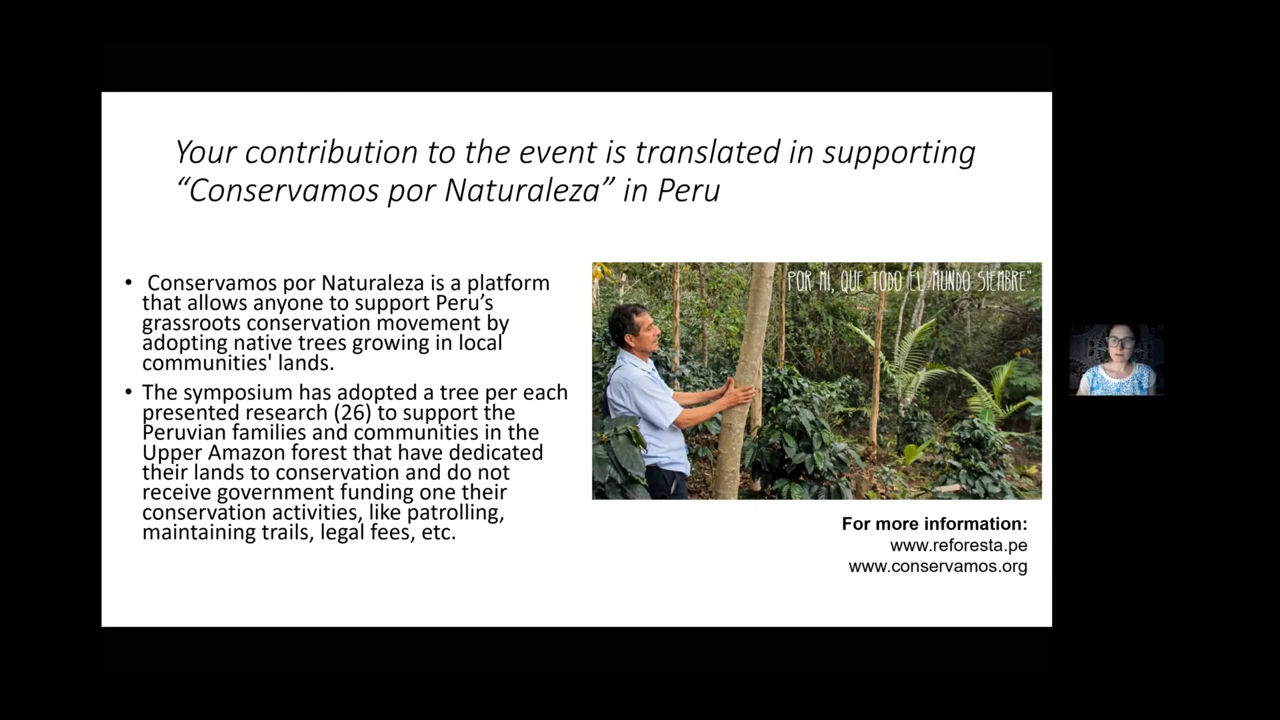 Your contribution to the event is translated in supporting
“Conservamos por Naturaleza” in Peru
• Conservamos por Naturaleza is a platform
that allows anyone to support Peru’s
grassroots conservation movement by
adopting native trees growing in local
communities' lands.
• The symposium has adopted a tree per each
presented research (26) to support the
Peruvian families and communities in the
Upper Amazon forest that have dedicated
their lands to conservation and do not
receive government funding one their
conservation activities, like patrolling,
maintaining trails, legal fees, etc.
POR MI, QUE TODO EL MUNDO SIEMBRE"
For more information:
www.reforesta.pe
www.conservamos.org